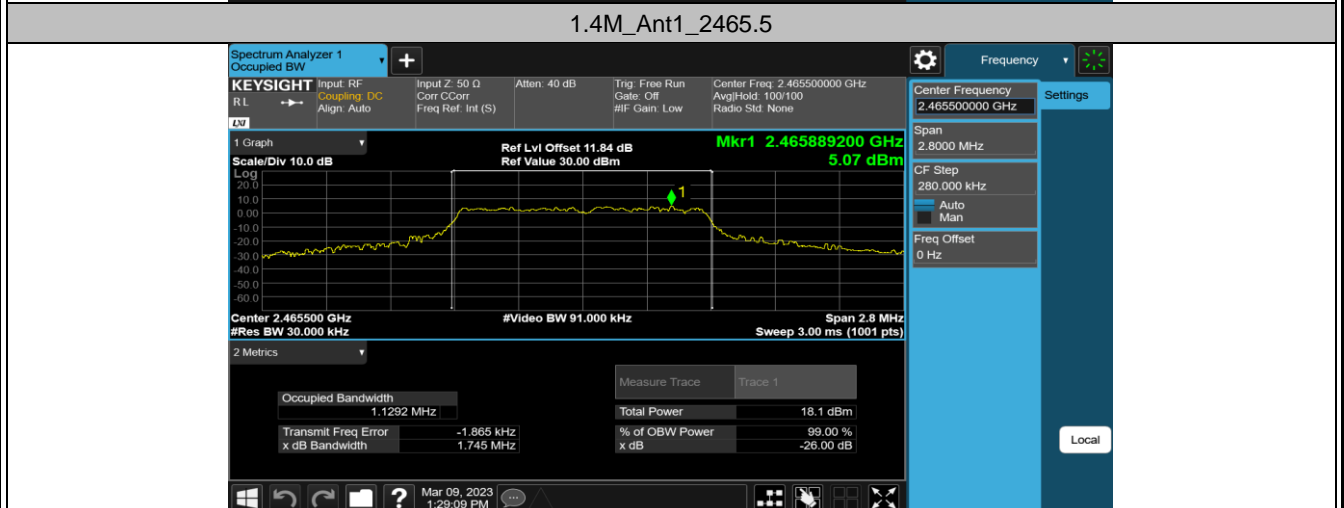 1.4M_Ant1_2465.5
Spectrum Analyzer 1
Occupied BW
+
Frequency
KEYSIGHT
RL
LXI
Input: RF
Coupling: DC
Align: Auto
Input Z: 50 Ω
Corr CCorr
Freq Ref: Int (S)
Atten: 40 dB
Trig: Free Run
Gate: Off
#IF Gain: Low
Center Freq: 2.465500000 GHz
Avg|Hold: 100/100
Radio Std: None
Center Frequency
2.465500000 GHz
Settings
Span
2.8000 MHz
CF Step
280.000 kHz
Auto
Man
Freq Offset
0 Hz
Local
1 Graph
Scale/Div 10.0 dB
Ref Lvl Offset 11.84 dB
Ref Value 30.00 dBm
Mkr1 2.465889200 GHz
5.07 dBm
Log
20.0
10.0
0.00
-10.0
-20.0
-30.0
-40.0
-50.0
-60.0
1
Center 2.465500 GHz
#Res BW 30.000 kHz
#Video BW 91.000 kHz
Span 2.8 MHz
Sweep 3.00 ms (1001 pts)
2 Metrics
Measure Trace Trace 1
Occupied Bandwidth
1.1292 MHz
Total Power 18.1 dBm
Transmit Freq Error -1.865 kHz
% of OBW Power 99.00 %
x dB Bandwidth 1.745 MHz
x dB -26.00 dB
?
Mar 09, 2023
1:29:09 PM